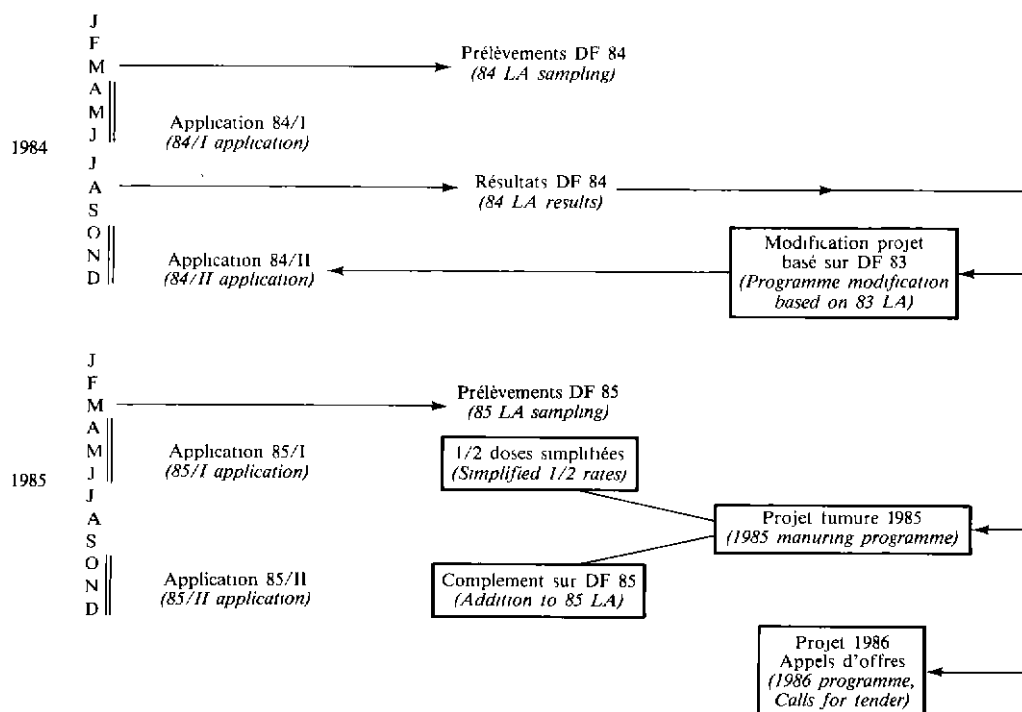 1984
J
F
M
A
M
J
J
A
S
O
N
D
Prélèvements DF 84
(84 LA sampling)
Application 84/I
(84/I application)
Résultats DF 84
(84 LA results)
Application 84/II
(84/II application)
Modification projet
basé sur DF 83
(Programme modification
based on 83 LA)
1985
J
F
M
A
M
J
J
A
S
O
N
D
Prélèvements DF 85
(85 LA sampling)
Application 85/I
(85/I application)
1/2 doses simplifiées
(Simplified 1/2 rates)
Projet fumure 1985
(1985 manuring programme)
Application 85/II
(85/II application)
Complement sur DF 85
(Addition to 85 LA)
Projet 1986
Appels d'offres
(1986 programme,
Calls for tender)